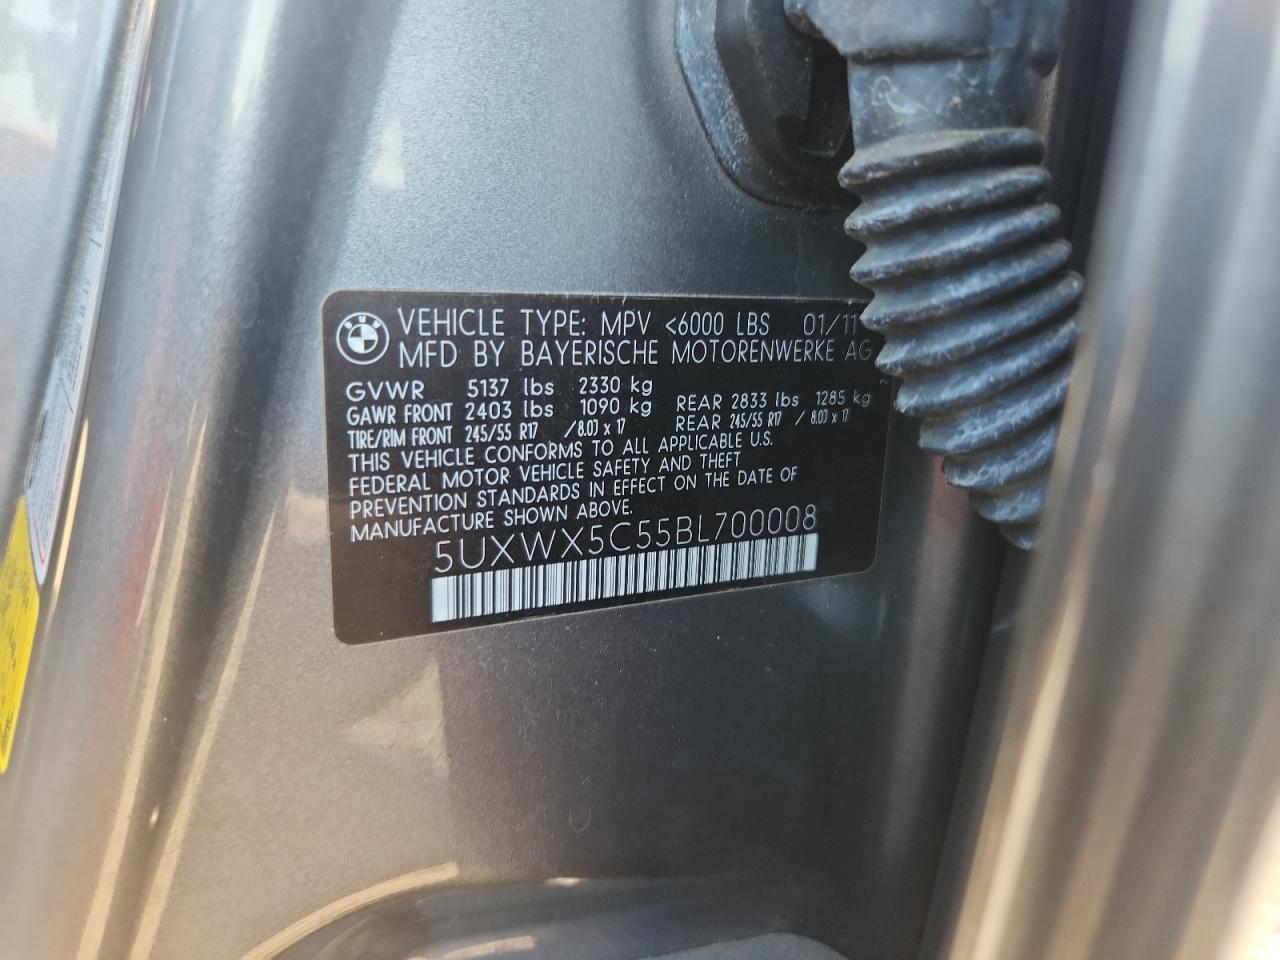 BMW
VEHICLE TYPE: MPV <6000 LBS 01/11
MFD BY BAYERISCHE MOTORENWERKE AG
GVWR 5137 lbs 2330 kg
GAWR FRONT 2403 lbs 1090 kg REAR 2833 lbs 1285 kg
TIRE/RIM FRONT 245/55 R17 /8.0J x 17 REAR 245/55 R17 / 8.0J x 17
THIS VEHICLE CONFORMS TO ALL APPLICABLE U.S.
FEDERAL MOTOR VEHICLE SAFETY AND THEFT
PREVENTION STANDARDS IN EFFECT ON THE DATE OF
MANUFACTURE SHOWN ABOVE.
5UXWX5C55BL700008